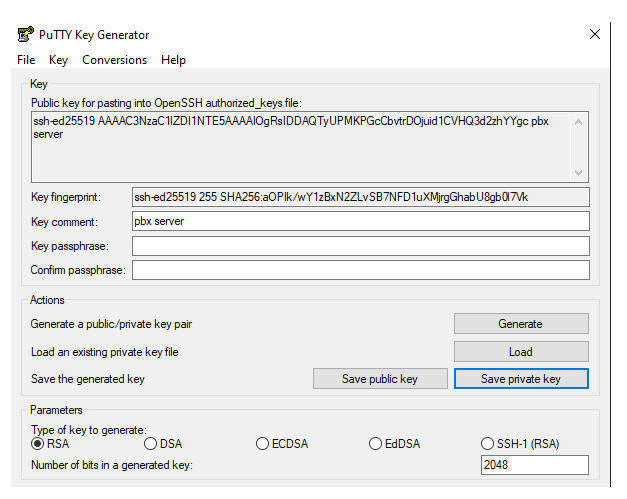 PuTTY Key Generator
File Key Conversions Help
Key
Public key for pasting into OpenSSH authorized_keys file:
ssh-ed25519 AAAAC3NzaC1lZDI1NTE5AAAAIOgRsIDDAQTyUPMKPGcCbvtrDOjuid1CVHQ3d2zhYYgc pbx
server
Key fingerprint: ssh-ed25519 255 SHA256:aOPIk/wY1zBxN2ZLvSB7NFD1uXMjrgGhabU8gb0I7Vk
Key comment: pbx server
Key passphrase:
Confirm passphrase:
Actions
Generate a public/private key pair Generate
Load an existing private key file Load
Save the generated key Save public key Save private key
Parameters
Type of key to generate:
RSA DSA ECDSA EdDSA SSH-1 (RSA)
Number of bits in a generated key: 2048